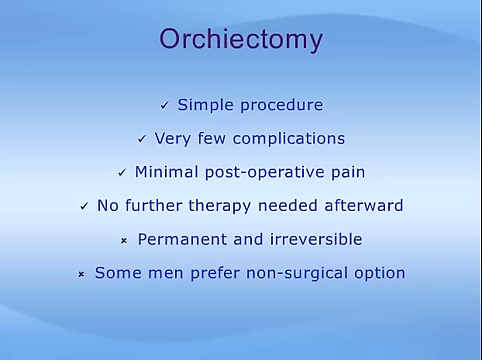 Orchiectomy
✓ Simple procedure
✓ Very few complications
✓ Minimal post-operative pain
✓ No further therapy needed afterward
× Permanent and irreversible
× Some men prefer non-surgical option